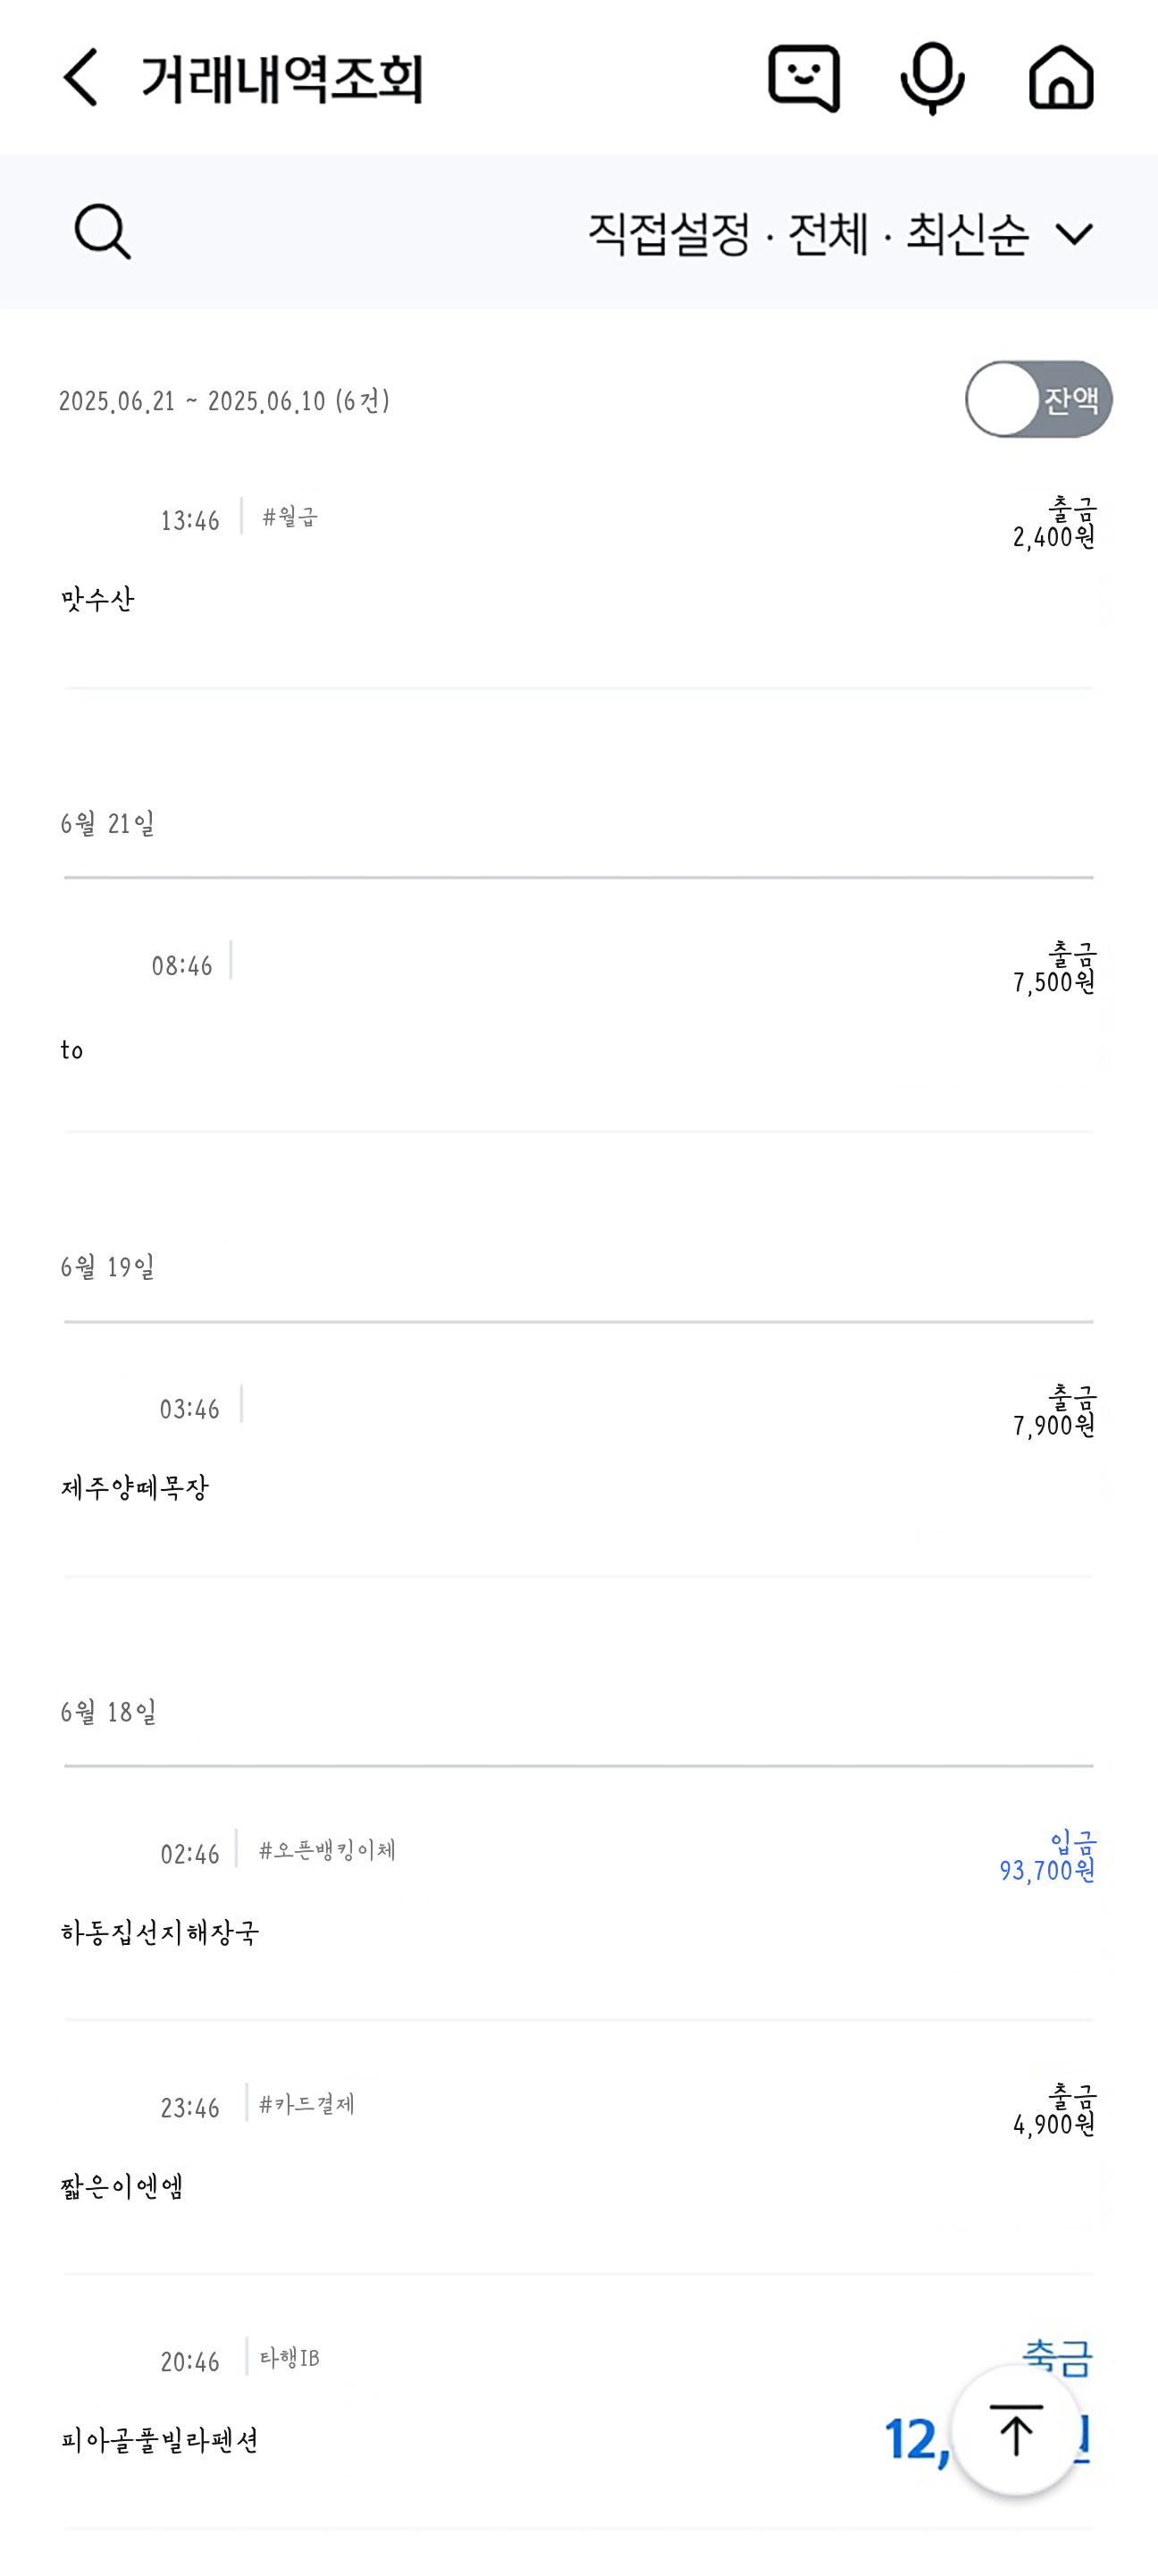 거래내역조회
직접설정 · 전체 · 최신순
2025.06.21 ~ 2025.06.10 (6건)
잔액
13:46 #월급
출금
2,400원
맛수산
6월 21일
08:46
출금
7,500원
to
6월 19일
03:46
출금
7,900원
제주양떼목장
6월 18일
02:46 #오픈뱅킹이체
입금
93,700원
하동집선지해장국
23:46 #카드결제
출금
4,900원
짧은이엔엠
20:46 타행IB
피아골풀빌라펜션
12,